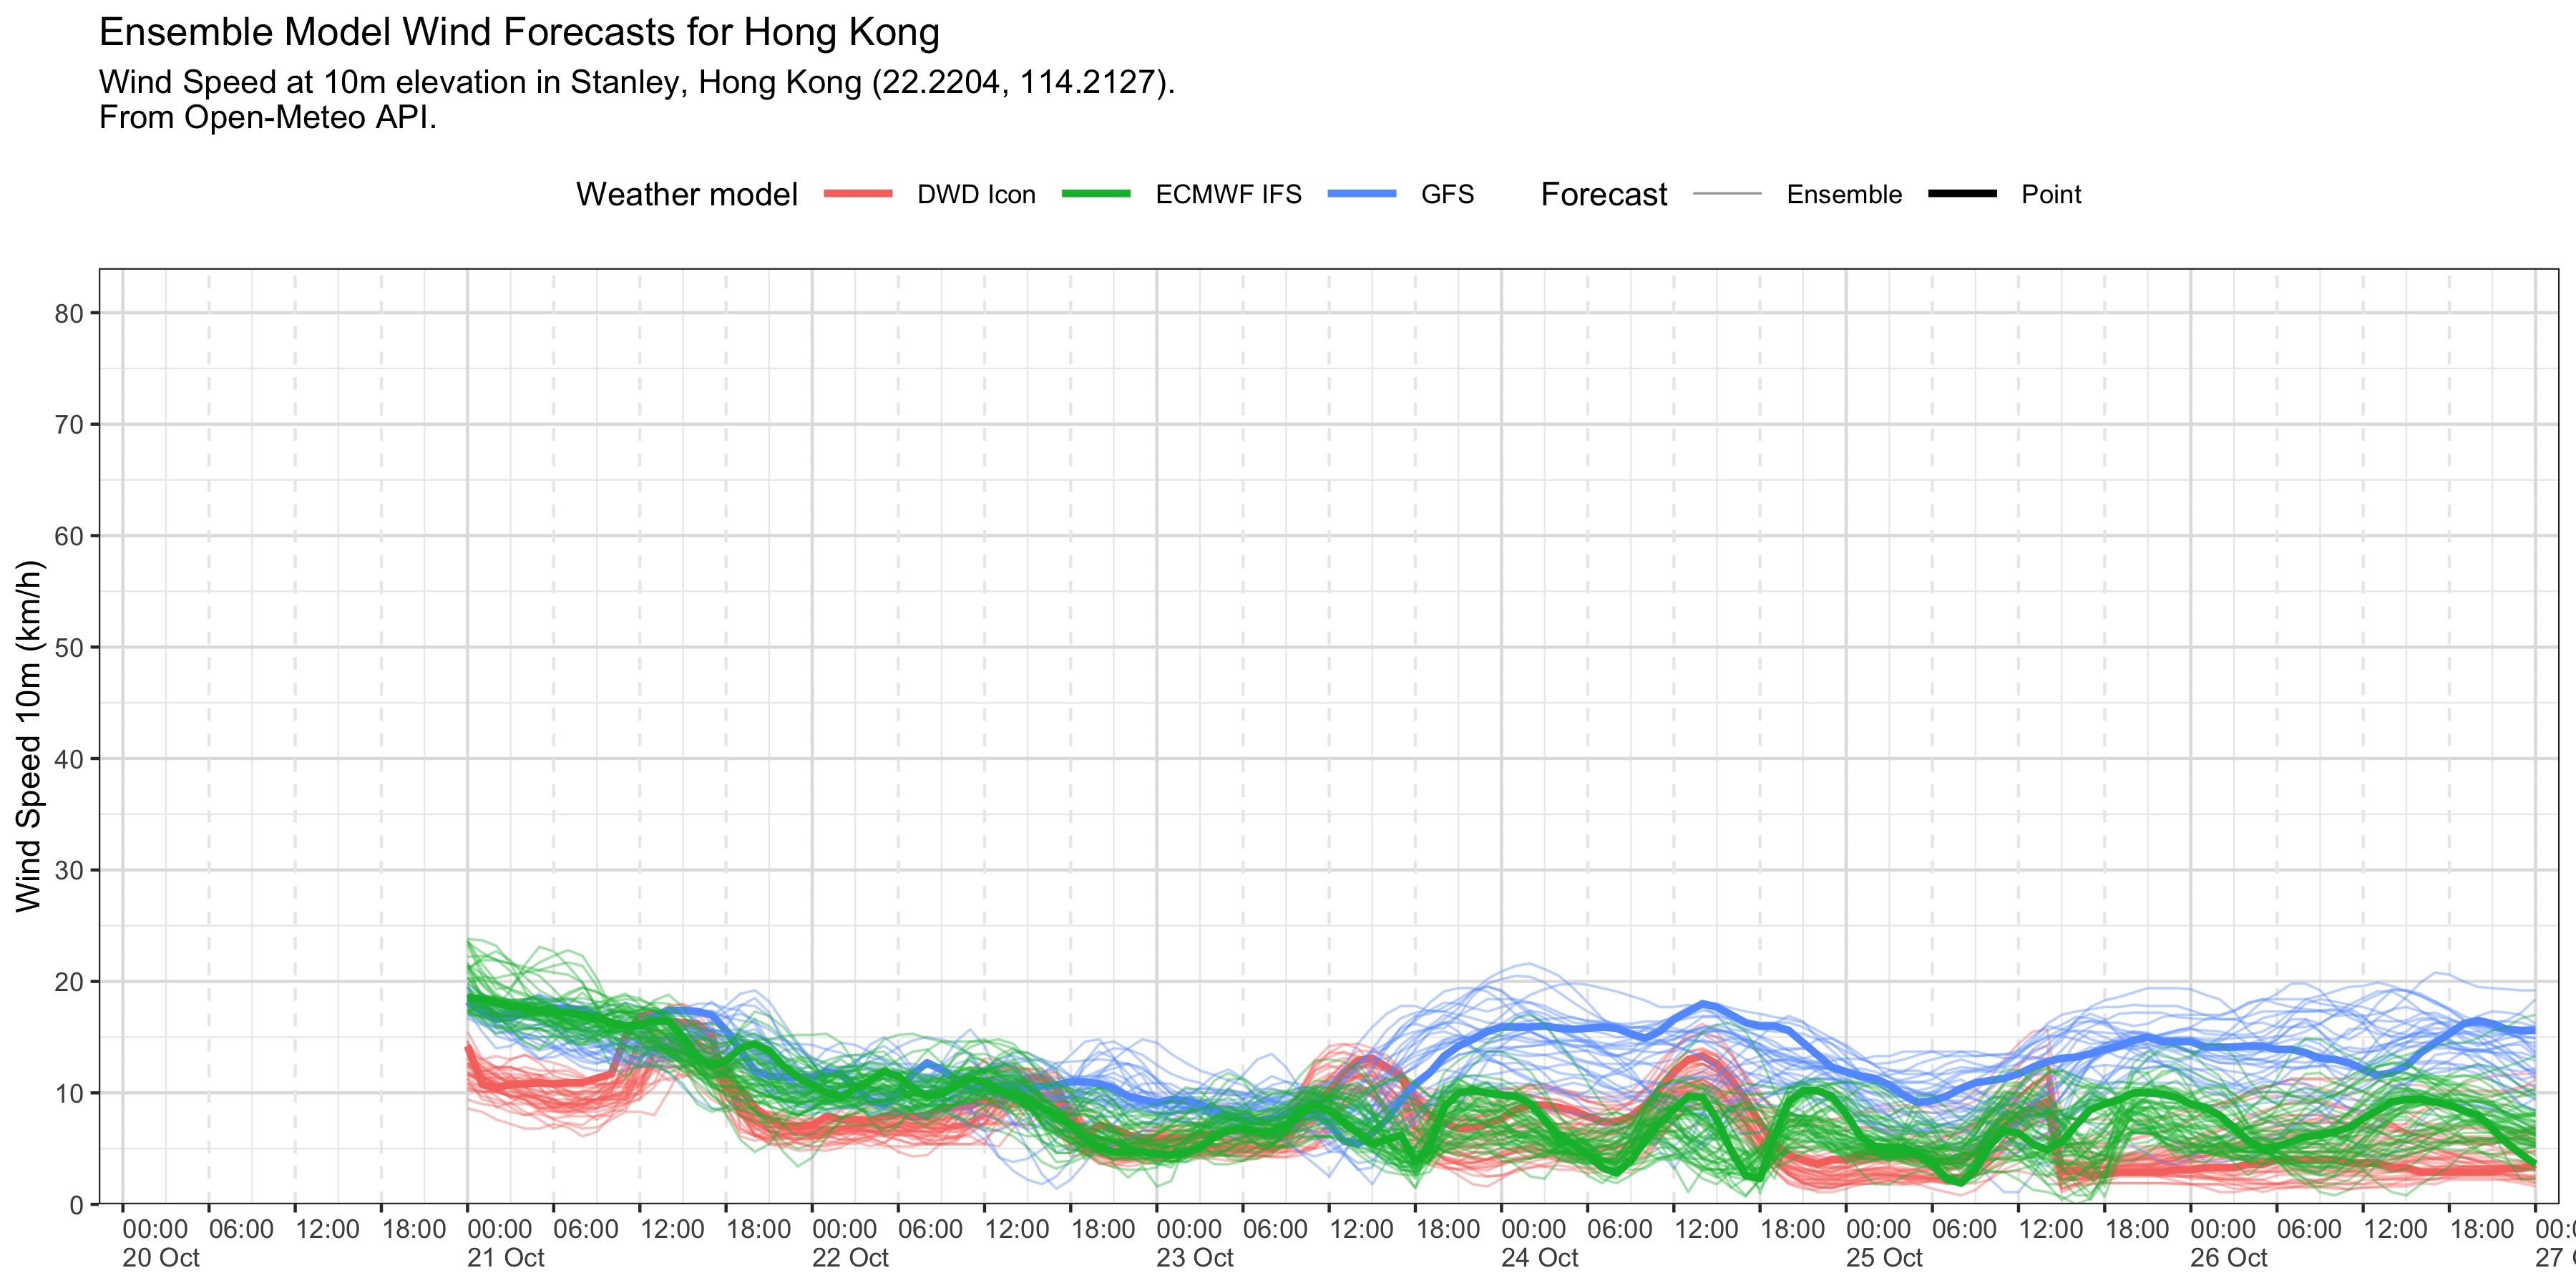 Ensemble Model Wind Forecasts for Hong Kong
Wind Speed at 10m elevation in Stanley, Hong Kong (22.2204, 114.2127).
From Open-Meteo API.
Weather model DWD Icon ECMWF IFS GFS Forecast Ensemble Point
Wind Speed 10m (km/h)
80
70
60
50
40
30
20
10
0
00:00 06:00 12:00 18:00 00:00 06:00 12:00 18:00 00:00 06:00 12:00 18:00 00:00 06:00 12:00 18:00 00:00 06:00 12:00 18:00 00:00 06:00 12:00 18:00 00:00 06:00 12:00 18:00
20 Oct 21 Oct 22 Oct 23 Oct 24 Oct 25 Oct 26 Oct 27